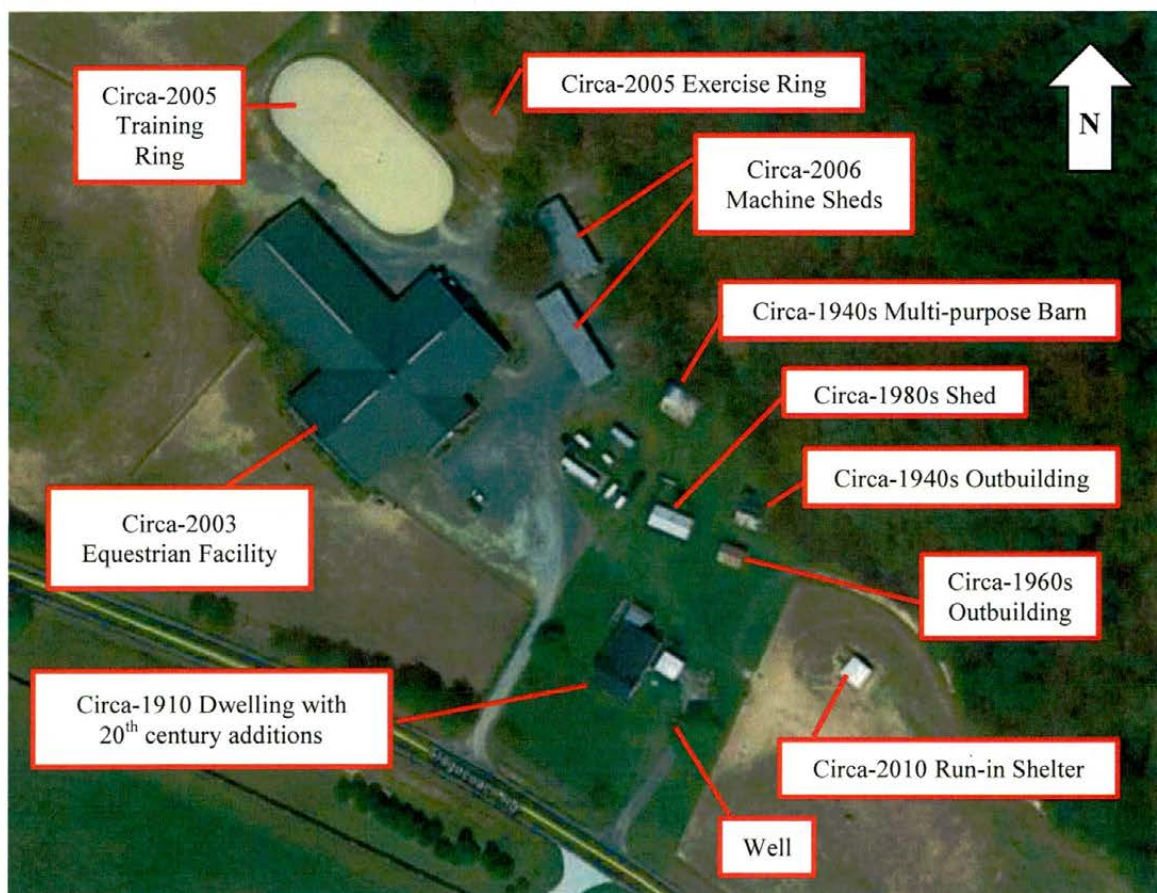 Circa-2005
Training
Ring
Circa-2005 Exercise Ring
N
Circa-2006
Machine Sheds
Circa-1940s Multi-purpose Barn
Circa-1980s Shed
Circa-1940s Outbuilding
Circa-2003
Equestrian Facility
Circa-1960s
Outbuilding
Circa-1910 Dwelling with
20th century additions
Circa-2010 Run-in Shelter
Well